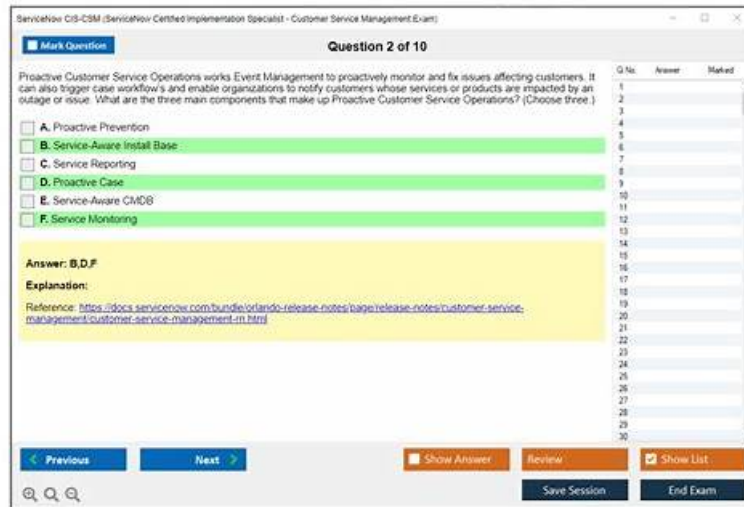 ServiceNow CIS-CSM (ServiceNow Certified Implementation Specialist - Customer Service Management Exam)
Mark Question
Question 2 of 10
Proactive Customer Service Operations works Event Management to proactively monitor and fix issues affecting customers. It
can also trigger case workflow's and enable organizations to notify customers whose services or products are impacted by an
outage or issue. What are the three main components that make up Proactive Customer Service Operations? (Choose three.)
A. Proactive Prevention
B. Service-Aware Install Base
C. Service Reporting
D. Proactive Case
E. Service-Aware CMDB
F. Service Monitoring
Answer: B,D,F
Explanation:
Reference: https://docs.servicenow.com/bundle/orlando-release-notes/page/release-notes/customer-service-
management/customer-service-management-rn.html
Q No. Answer Marked
1
2
3
4
5
6
7
8
9
10
11
12
13
14
15
16
17
18
19
20
21
22
23
24
25
26
27
28
29
30
Previous
Next
Show Answer
Review
Show List
Save Session
End Exam